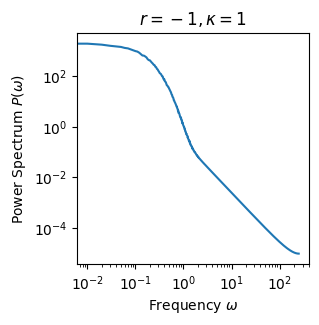 r = −1, κ = 1
Power Spectrum P(ω)
10²
10⁰
10⁻²
10⁻⁴
10⁻² 10⁻¹ 10⁰ 10¹ 10²
Frequency ω